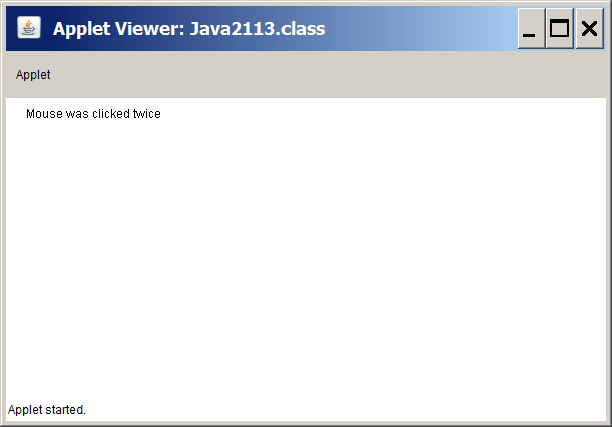 Applet Viewer: Java2113.class
Applet
Mouse was clicked twice
Applet started.